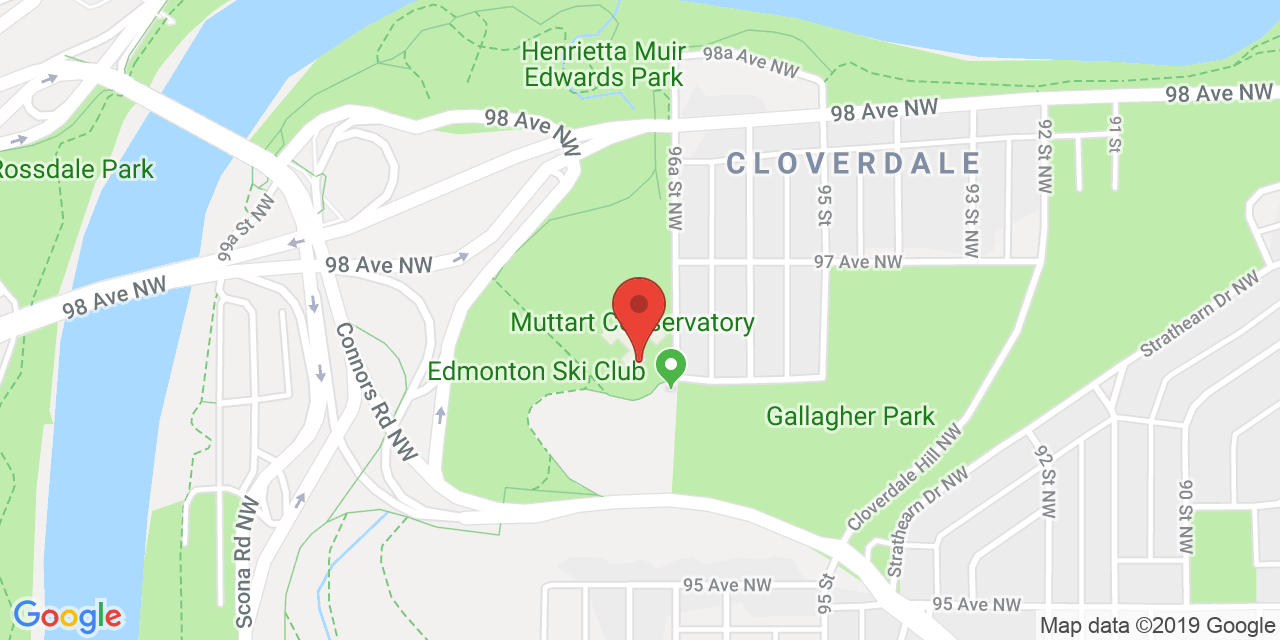 Henrietta Muir
Edwards Park
98a Ave NW
98 Ave NW
98 Ave NW
98 Ave NW
91 St
92 St NW
96a St NW
CLOVERDALE
Rossdale Park
95 St
93 St NW
99a St NW
98 Ave NW
97 Ave NW
98 Ave NW
Strathearn Dr NW
Muttart Conservatory
Edmonton Ski Club
Connors Rd NW
Gallagher Park
Cloverdale Hill NW
Strathearn Dr NW
92 St NW
90 St NW
Scona Rd NW
95 Ave NW
95 St
95 Ave NW
Google
Map data ©2019 Google